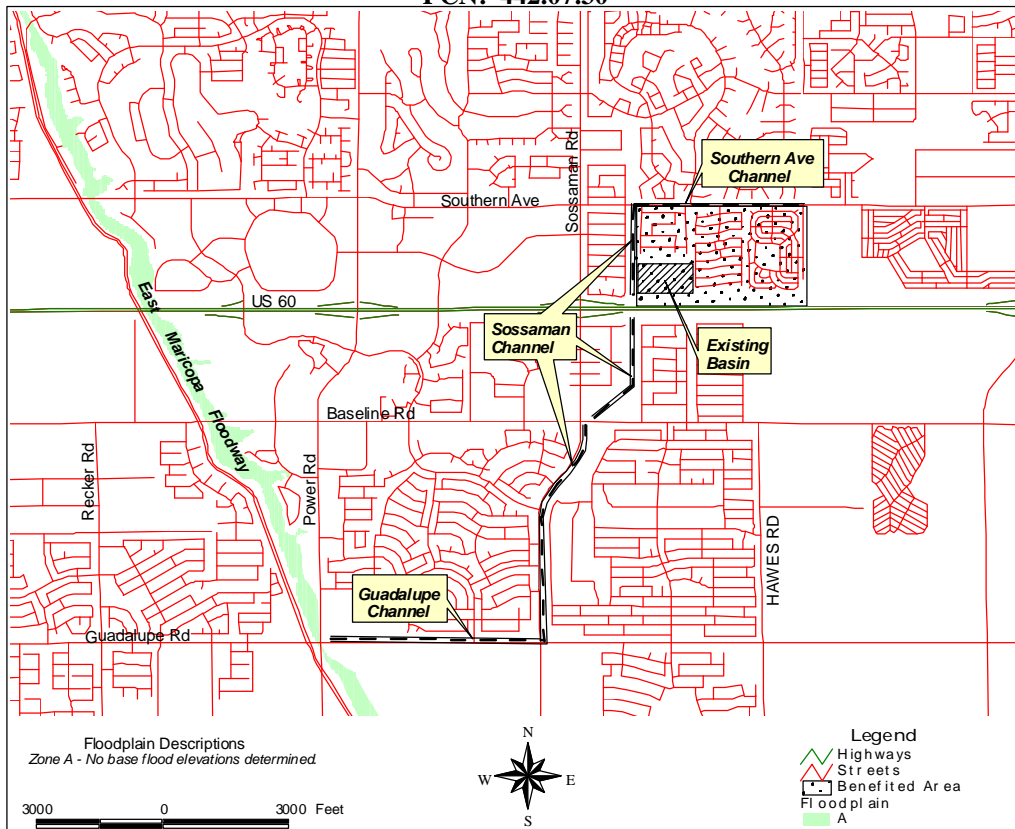 Sossaman Rd
Southern Ave
Channel
Southern Ave
East Maricopa Floodway
US 60
Sossaman
Channel
Existing
Basin
Baseline Rd
Recker Rd
Power Rd
HAWES RD
Guadalupe
Channel
Guadalupe Rd
Floodplain Descriptions
Zone A - No base flood elevations determined.
N
W E
S
3000 0 3000 Feet
Legend
Highways
Streets
Benefited Area
Floodplain
A